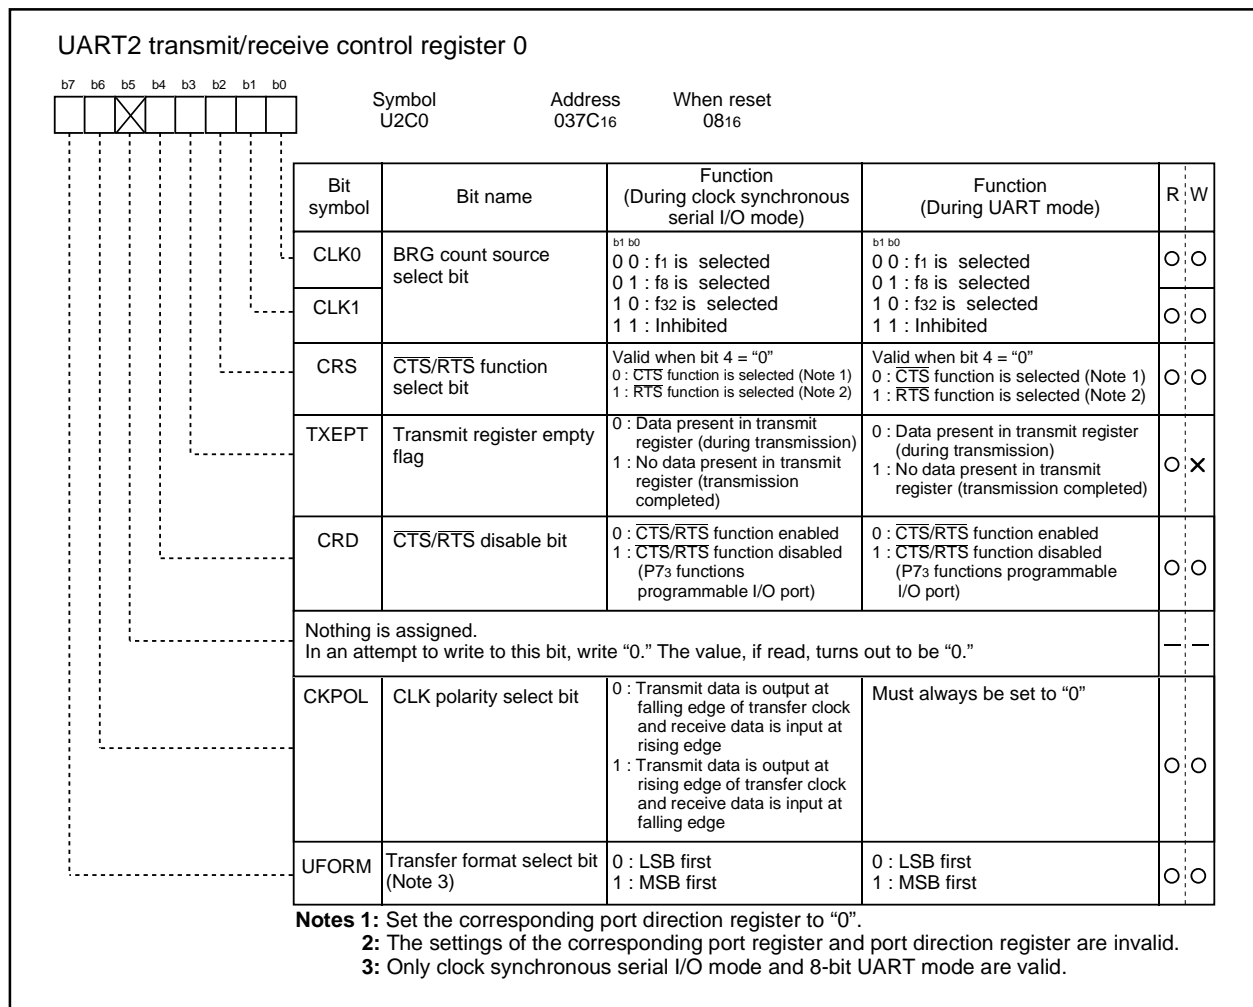 UART2 transmit/receive control register 0
b7 b6 b5 b4 b3 b2 b1 b0
Symbol Address When reset
U2C0 037C16 0816
Bit symbol Bit name Function (During clock synchronous serial I/O mode) Function (During UART mode) R W
CLK0
CLK1
BRG count source
select bit
b1 b0
0 0 : f1 is selected
0 1 : f8 is selected
1 0 : f32 is selected
1 1 : Inhibited
b1 b0
0 0 : f1 is selected
0 1 : f8 is selected
1 0 : f32 is selected
1 1 : Inhibited
CRS
CTS/RTS function
select bit
Valid when bit 4 = “0”
0 : CTS function is selected (Note 1)
1 : RTS function is selected (Note 2)
Valid when bit 4 = “0”
0 : CTS function is selected (Note 1)
1 : RTS function is selected (Note 2)
TXEPT
Transmit register empty
flag
0 : Data present in transmit
register (during transmission)
1 : No data present in transmit
register (transmission
completed)
0 : Data present in transmit register
(during transmission)
1 : No data present in transmit
register (transmission completed)
CRD
CTS/RTS disable bit
0 : CTS/RTS function enabled
1 : CTS/RTS function disabled
(P73 functions
programmable I/O port)
0 : CTS/RTS function enabled
1 : CTS/RTS function disabled
(P73 functions programmable
I/O port)
Nothing is assigned.
In an attempt to write to this bit, write “0.” The value, if read, turns out to be “0.”
CKPOL
CLK polarity select bit
0 : Transmit data is output at
falling edge of transfer clock
and receive data is input at
rising edge
1 : Transmit data is output at
rising edge of transfer clock
and receive data is input at
falling edge
Must always be set to “0”
UFORM
Transfer format select bit
(Note 3)
0 : LSB first
1 : MSB first
0 : LSB first
1 : MSB first
Notes 1: Set the corresponding port direction register to “0”.
2: The settings of the corresponding port register and port direction register are invalid.
3: Only clock synchronous serial I/O mode and 8-bit UART mode are valid.